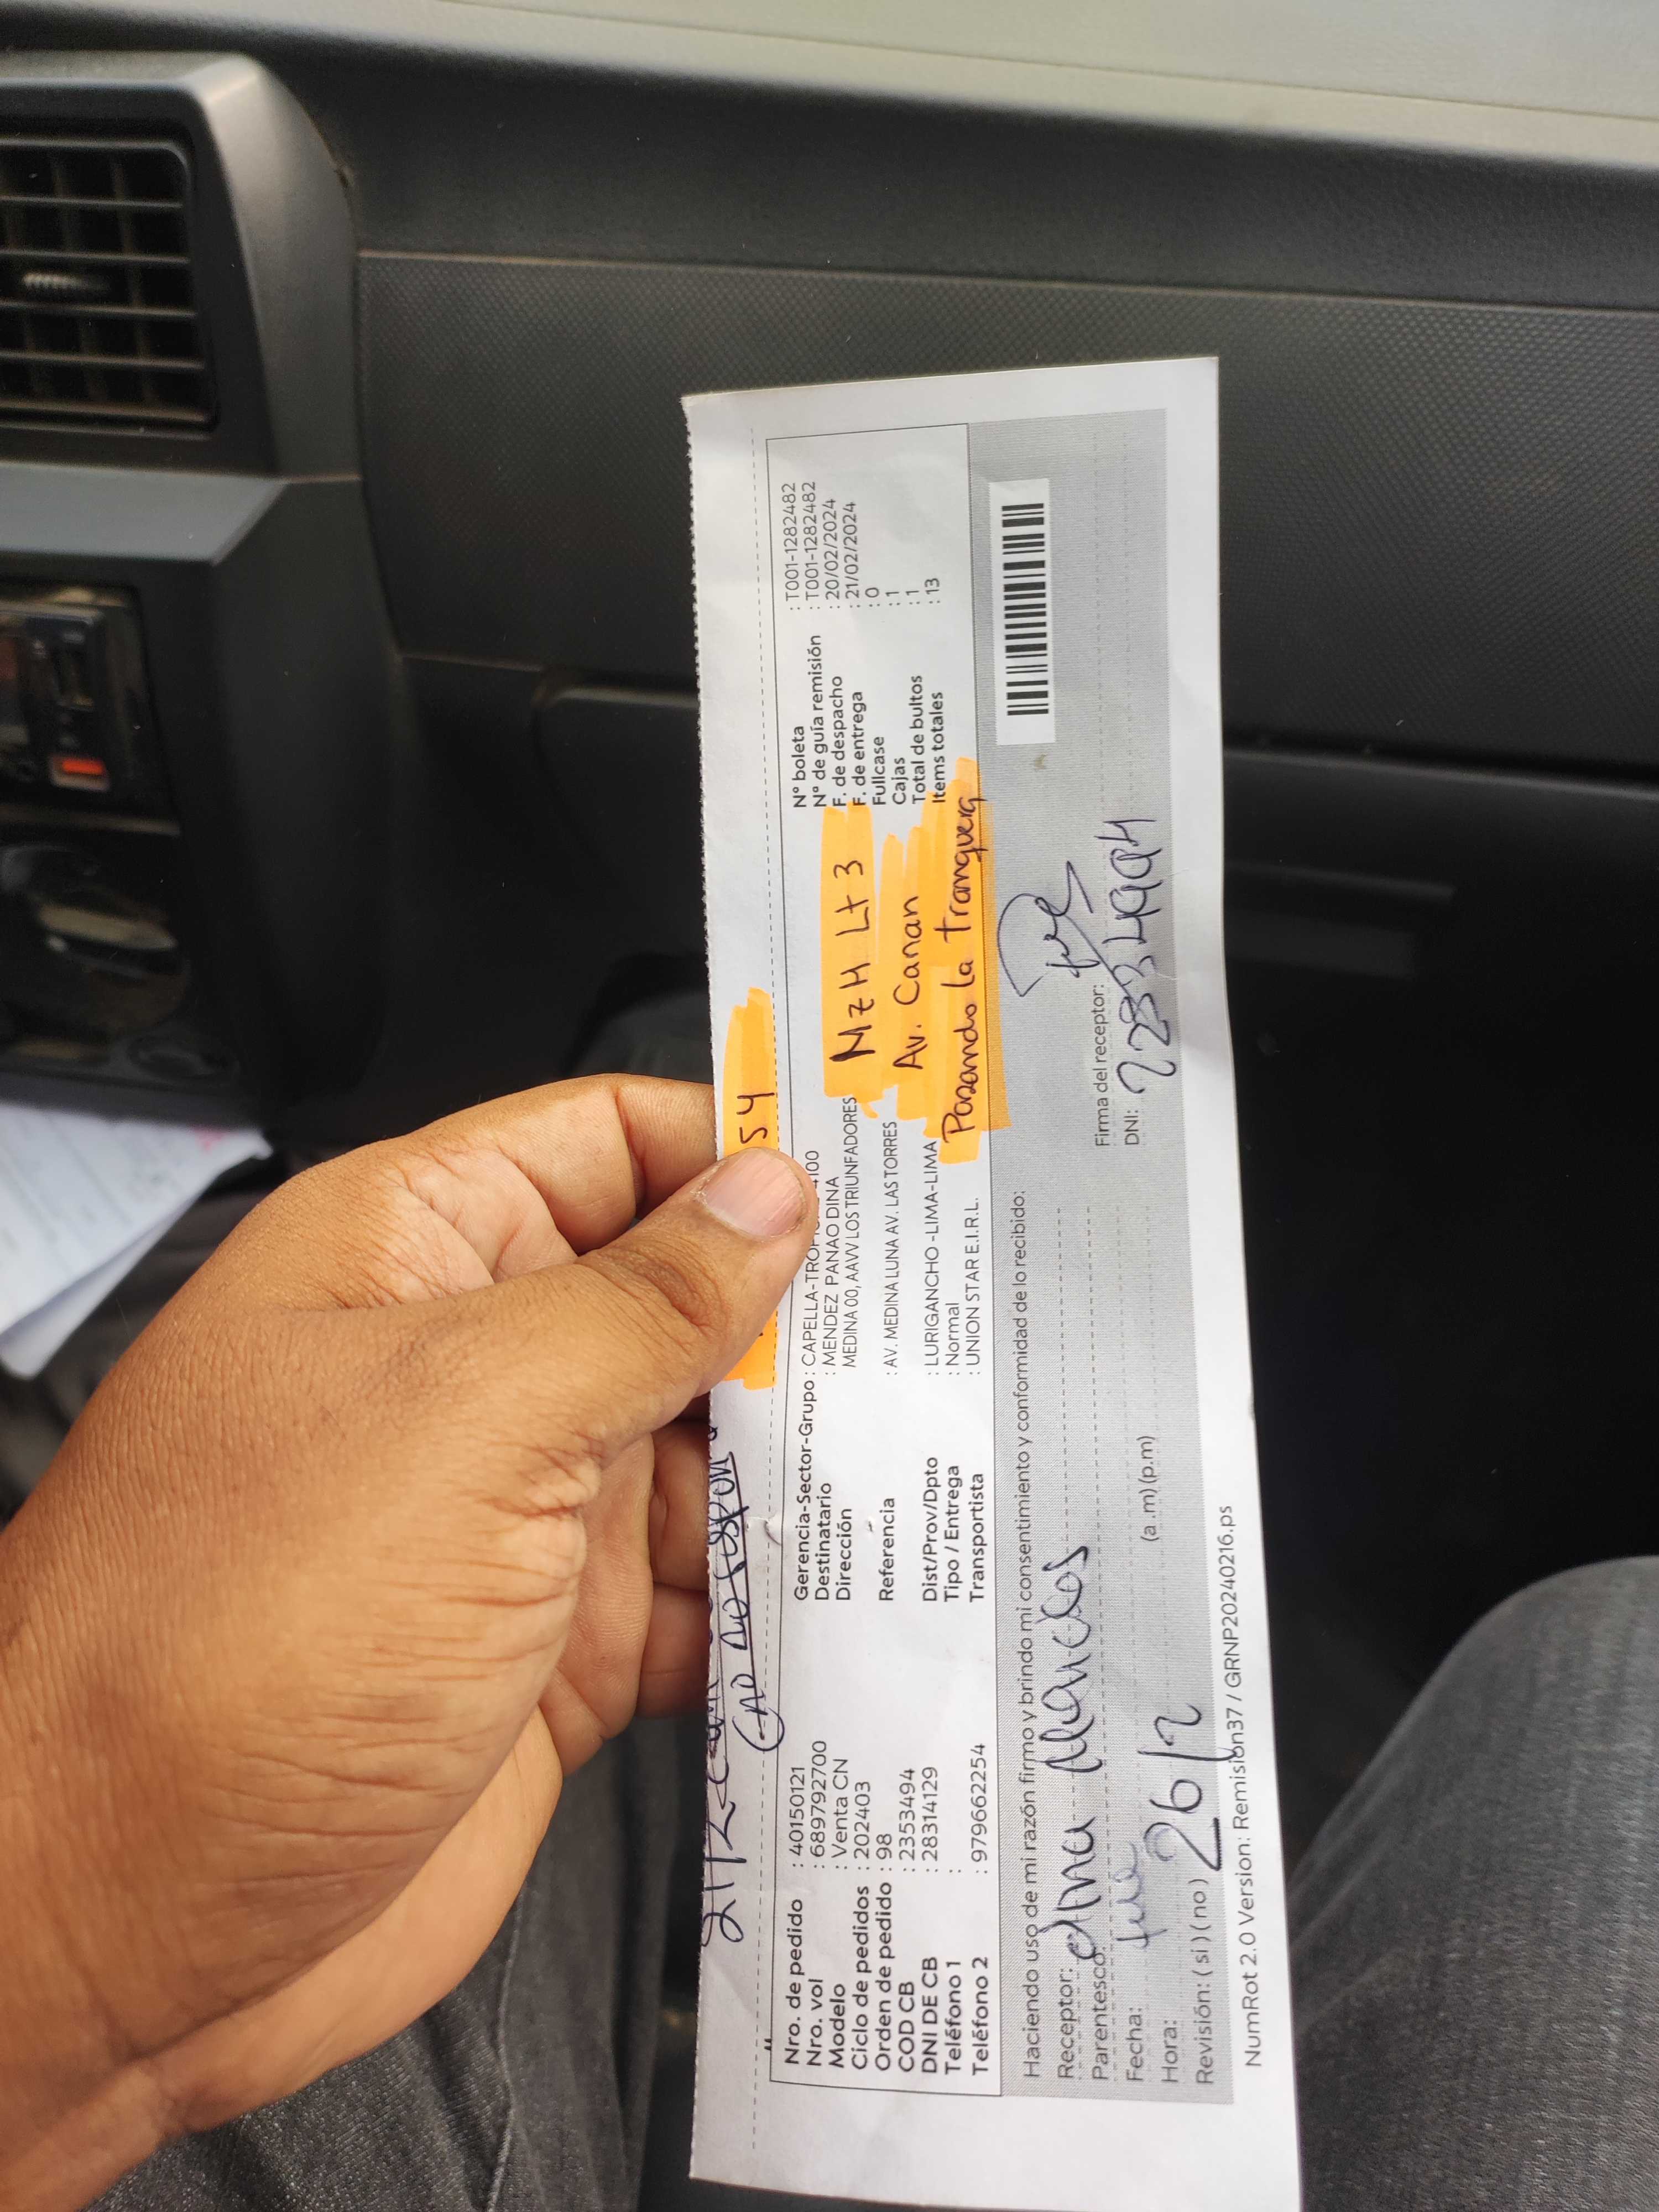 54
Nro. de pedido : 40150121
Nro. vol : 689792700
Modelo : Venta CN
Ciclo de pedidos : 202403
Orden de pedido : 98
COD CB : 2353494
DNI DE CB : 28314129
Teléfono 1 :
Teléfono 2 : 979662254
Gerencia-Sector-Grupo : CAPELLA- 4100
Destinatario : MENDEZ PANAO DINA
Dirección MEDINA 00, AAVV LOS TRIUNFADORES
Referencia : AV. MEDINA LUNA AV. LAS TORRES
Dist/Prov/Dpto : LURIGANCHO -LIMA-LIMA
Tipo / Entrega : Normal
Transportista : UNION STAR E.I.R.L.
MzH Lt 3
Av. Canan
Pasando la tranquera
N° boleta : T001-1282482
N° de guía remisión : T001-1282482
F. de despacho : 20/02/2024
F. de entrega : 21/02/2024
Fullcase : 0
Cajas : 1
Total de bultos : 1
Items totales : 13
Haciendo uso de mi razón firmo y brindo mi consentimiento y conformidad de lo recibido:
Receptor:
Parentesco:
Fecha:
Hora: 26/2 (a.m) (p.m)
Revisión: ( si ) ( no )
Firma del receptor:
DNI:
NumRot 2.0 Version: Remision37 / GRNP20240216.ps